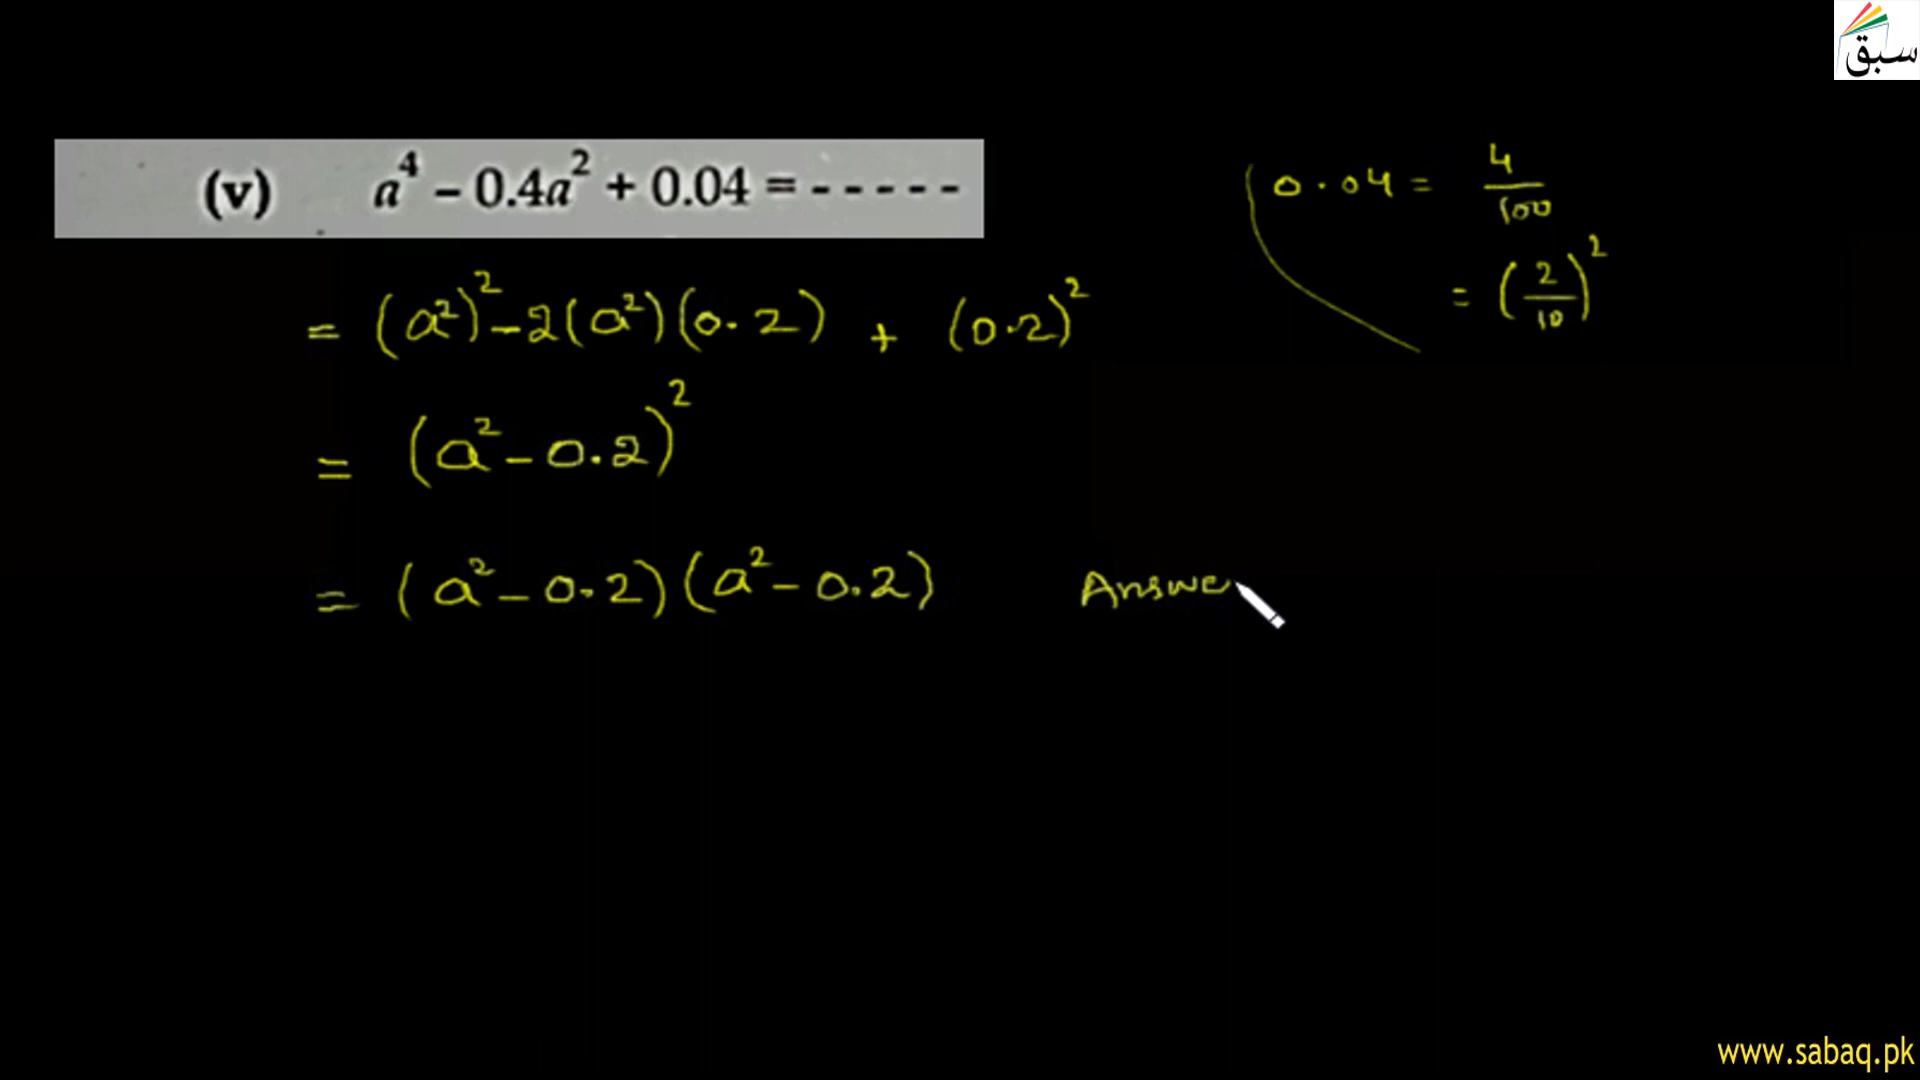 سبق
(v) a⁴ – 0.4a² + 0.04 = - - - - -
= (a²)² – 2(a²)(0.2) + (0.2)²
= (a² – 0.2)²
= (a² – 0.2)(a² – 0.2) Answe
0.04 = 4/100
= (2/10)²
www.sabaq.pk